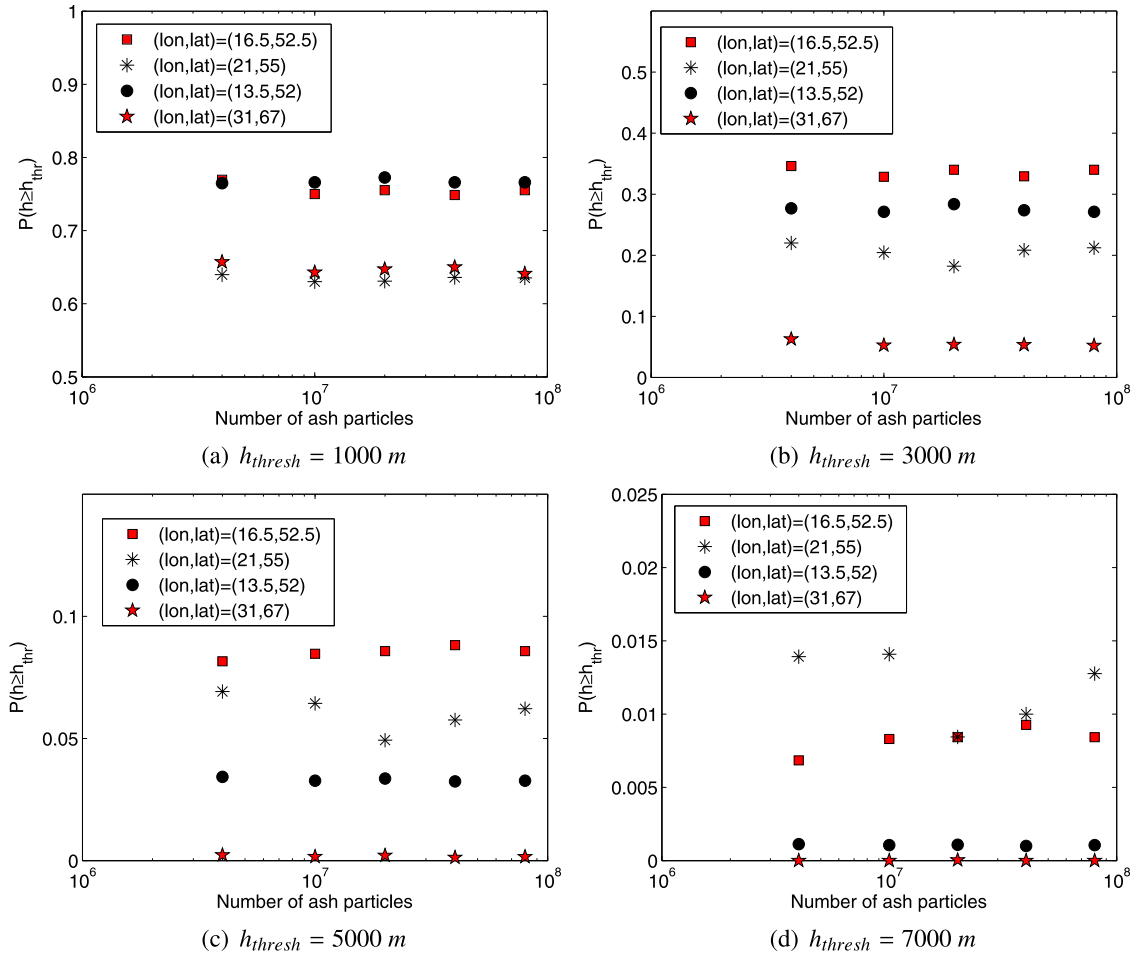 1
0.9
0.8
0.7
0.6
0.5
P(h≥h_thr)
(lon,lat)=(16.5,52.5)
(lon,lat)=(21,55)
(lon,lat)=(13.5,52)
(lon,lat)=(31,67)
10^6
10^7
10^8
Number of ash particles
(a) h_thresh = 1000 m
0.5
0.4
0.3
0.2
0.1
0
P(h≥h_thr)
(lon,lat)=(16.5,52.5)
(lon,lat)=(21,55)
(lon,lat)=(13.5,52)
(lon,lat)=(31,67)
10^6
10^7
10^8
Number of ash particles
(b) h_thresh = 3000 m
0.1
0.05
0
P(h≥h_thr)
(lon,lat)=(16.5,52.5)
(lon,lat)=(21,55)
(lon,lat)=(13.5,52)
(lon,lat)=(31,67)
10^6
10^7
10^8
Number of ash particles
(c) h_thresh = 5000 m
0.025
0.02
0.015
0.01
0.005
0
P(h≥h_thr)
(lon,lat)=(16.5,52.5)
(lon,lat)=(21,55)
(lon,lat)=(13.5,52)
(lon,lat)=(31,67)
10^6
10^7
10^8
Number of ash particles
(d) h_thresh = 7000 m